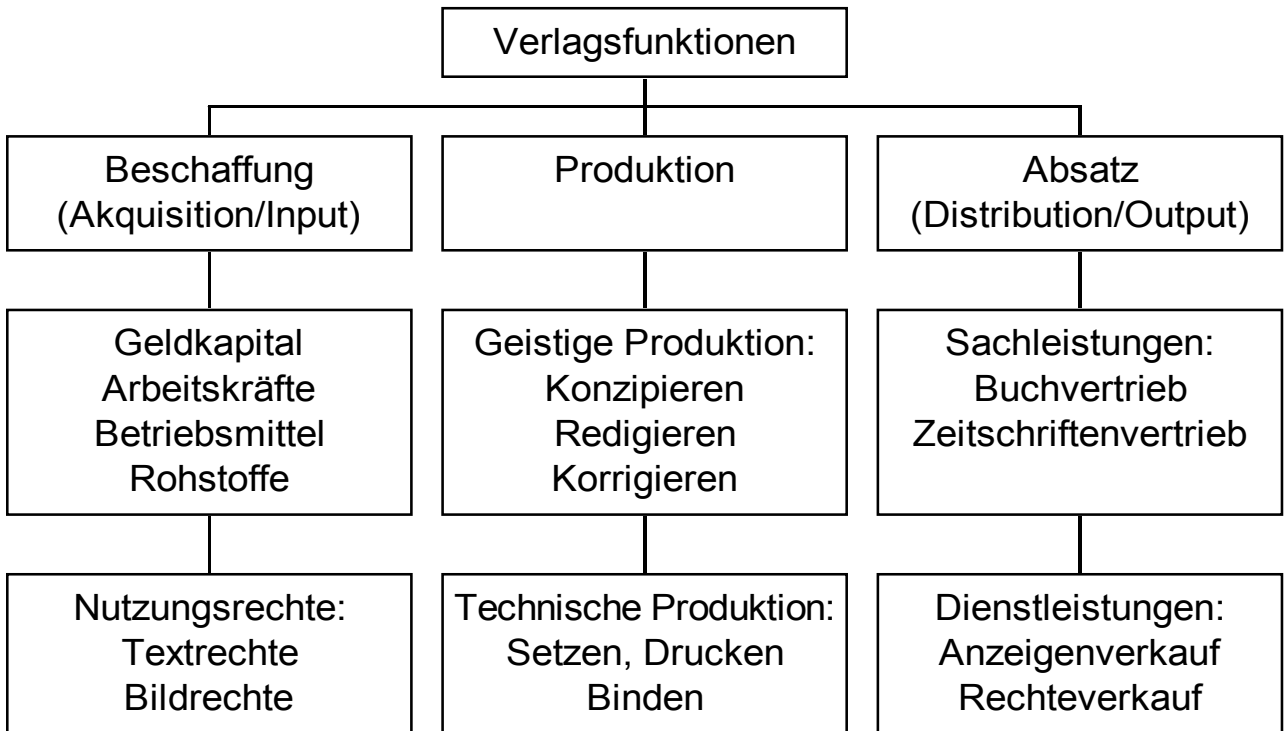 Verlagsfunktionen
Beschaffung
(Akquisition/Input)
Produktion
Absatz
(Distribution/Output)
Geldkapital
Arbeitskräfte
Betriebsmittel
Rohstoffe
Geistige Produktion:
Konzipieren
Redigieren
Korrigieren
Sachleistungen:
Buchvertrieb
Zeitschriftenvertrieb
Nutzungsrechte:
Textrechte
Bildrechte
Technische Produktion:
Setzen, Drucken
Binden
Dienstleistungen:
Anzeigenverkauf
Rechteverkauf